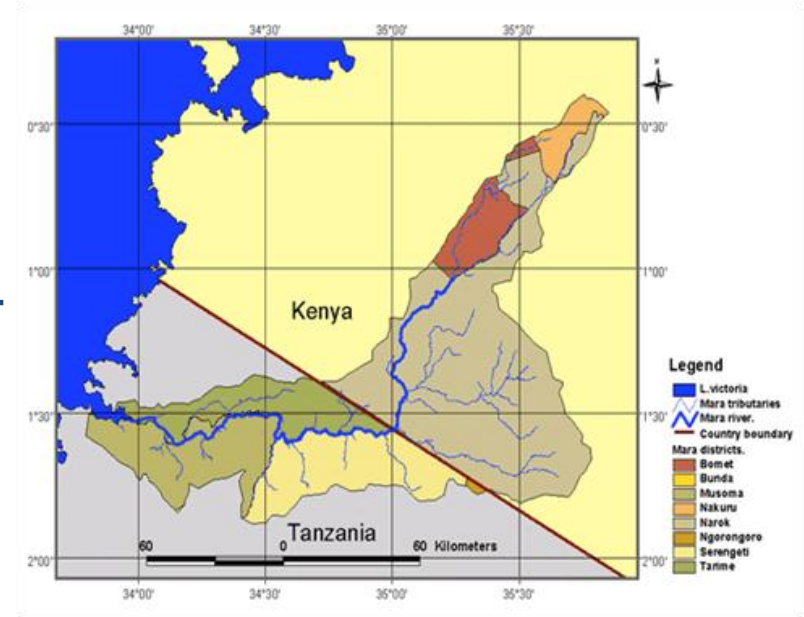 34°00' 34°30' 35°00' 35°30'
N
0°30' 0°30'
1°00' 1°00'
Kenya
Legend
L.victoria
Mara tributaries
Mara river.
1°30' 1°30'
Country boundary
Mara districts.
Bomet
Bunda
Musoma
Nakuru
Narok
Ngorongoro
Serengeti
Tarime
Tanzania
60 0 60 Kilometers
2°00' 2°00'
34°00' 34°30' 35°00' 35°30'